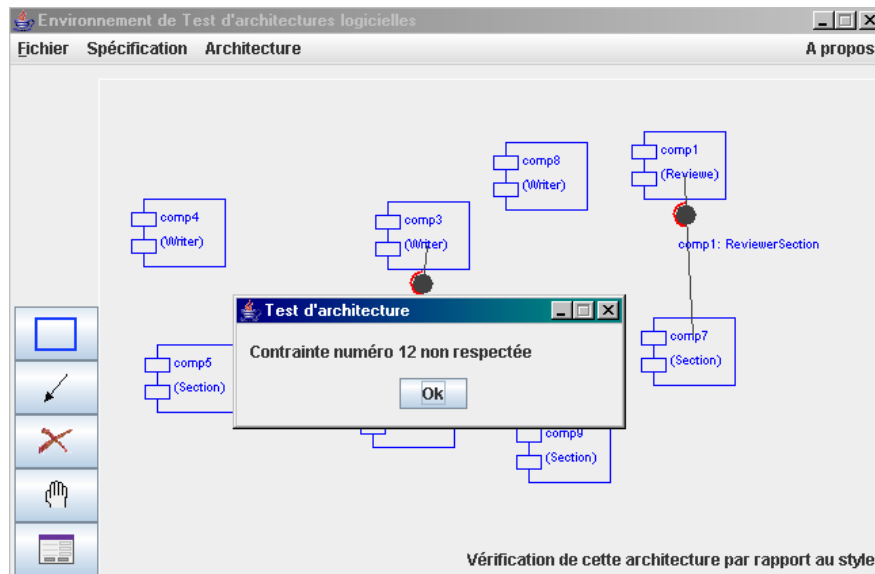 Environnement de Test d'architectures logicielles
Fichier Spécification Architecture A propos
comp8
(Writer)
comp1
(Reviewe)
comp4
(Writer)
comp3
(Writer)
comp1: ReviewerSection
Test d'architecture
Contrainte numéro 12 non respectée
Ok
comp7
(Section)
comp5
(Section)
comp9
(Section)
Vérification de cette architecture par rapport au style